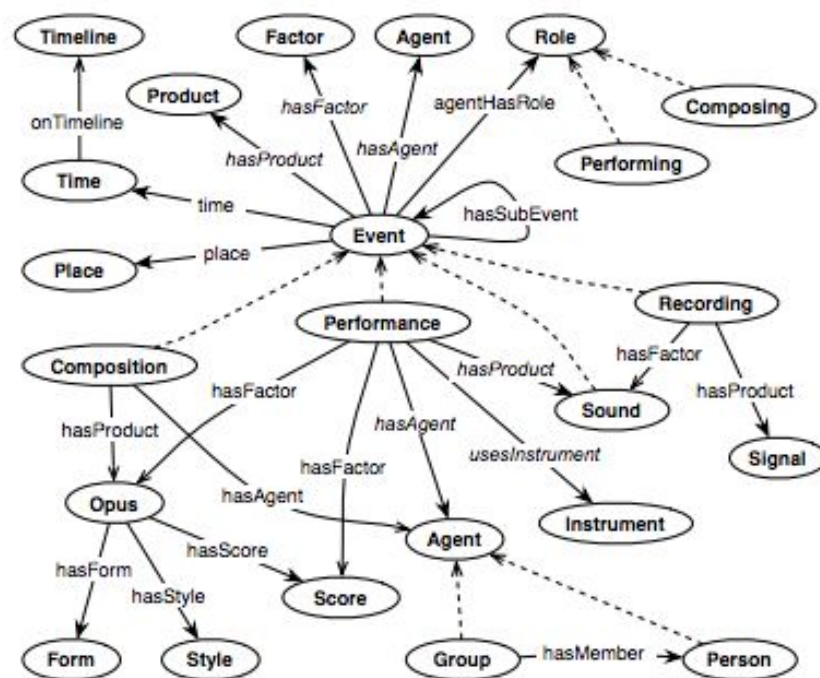 Timeline
Factor
Agent
Role
Product
hasFactor
agentHasRole
Composing
onTimeline
hasProduct
hasAgent
Performing
Time
time
hasSubEvent
Event
place
Place
Recording
Performance
Composition
hasFactor
hasFactor
hasProduct
hasProduct
Sound
hasProduct
hasAgent
usesInstrument
Signal
hasFactor
Opus
hasAgent
Instrument
Agent
hasScore
hasForm
hasStyle
Score
Form
Style
Group
hasMember
Person